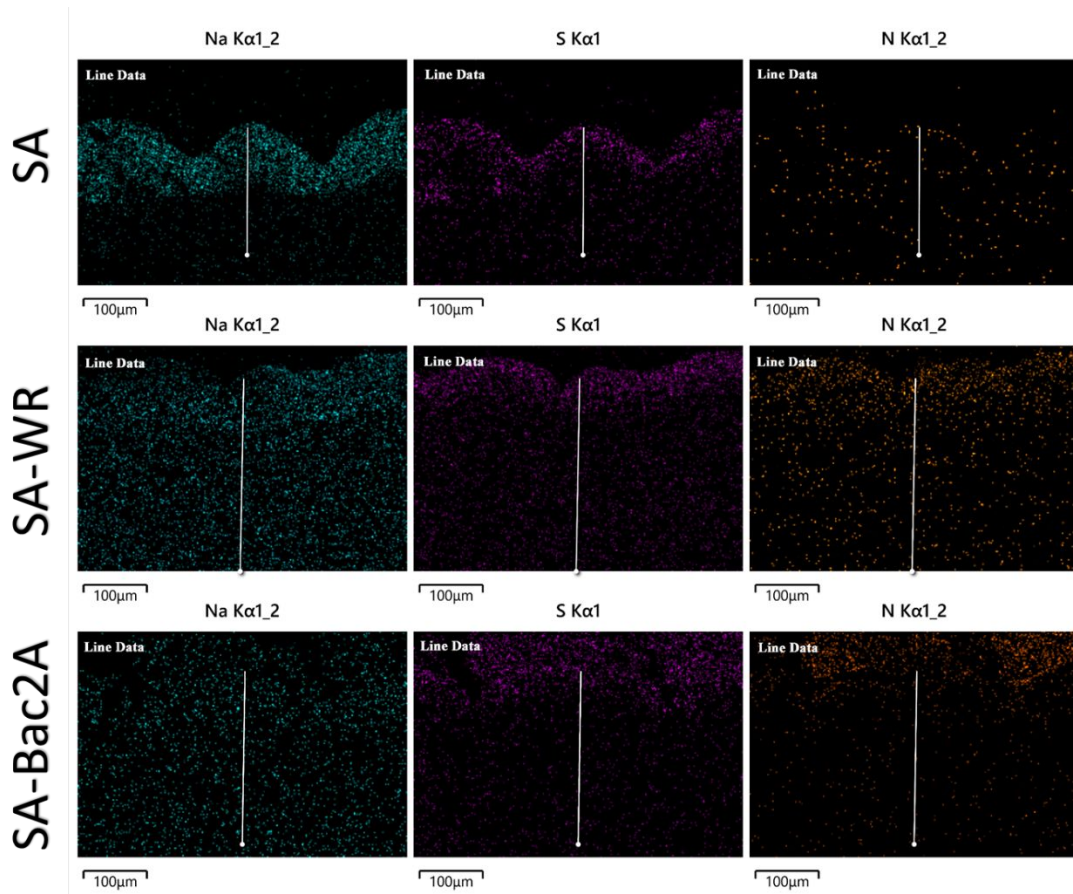 Na Kα1_2
S Kα1
N Kα1_2
SA
Line Data
Line Data
Line Data
100μm
100μm
100μm
Na Kα1_2
S Kα1
N Kα1_2
SA-WR
Line Data
Line Data
Line Data
100μm
100μm
100μm
Na Kα1_2
S Kα1
N Kα1_2
SA-Bac2A
Line Data
Line Data
Line Data
100μm
100μm
100μm